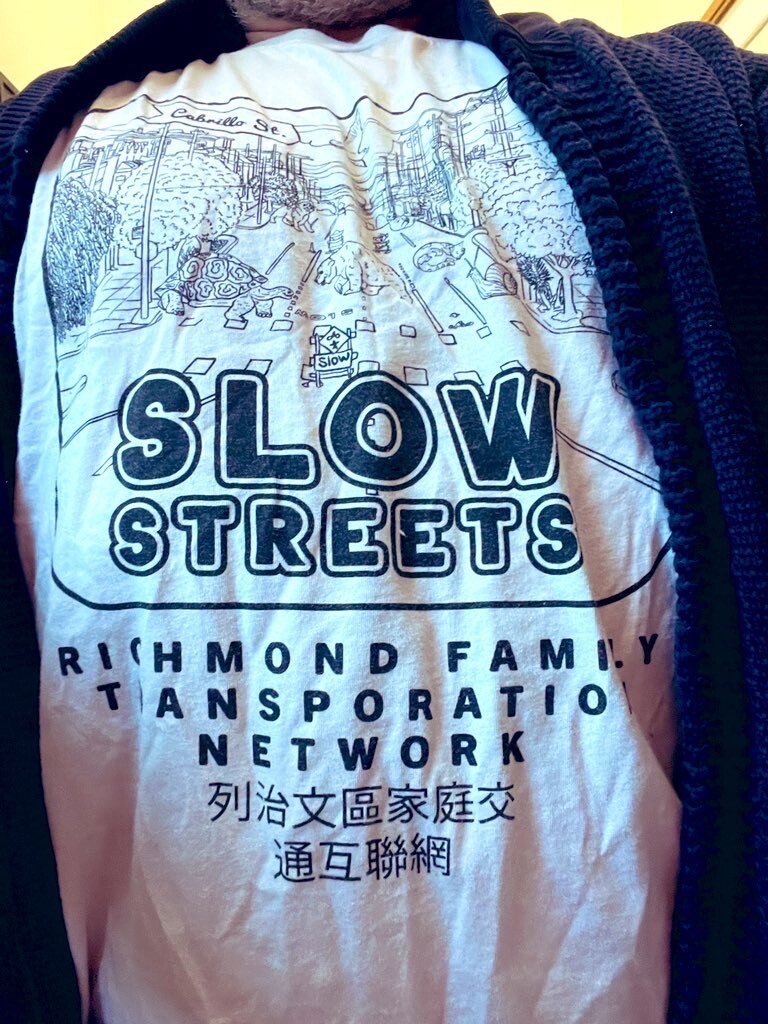 Cabrillo St.
SLOW
SLOW
STREETS
RICHMOND FAMILY
TRANSPORATION
NETWORK
列治文區家庭交
通互聯網